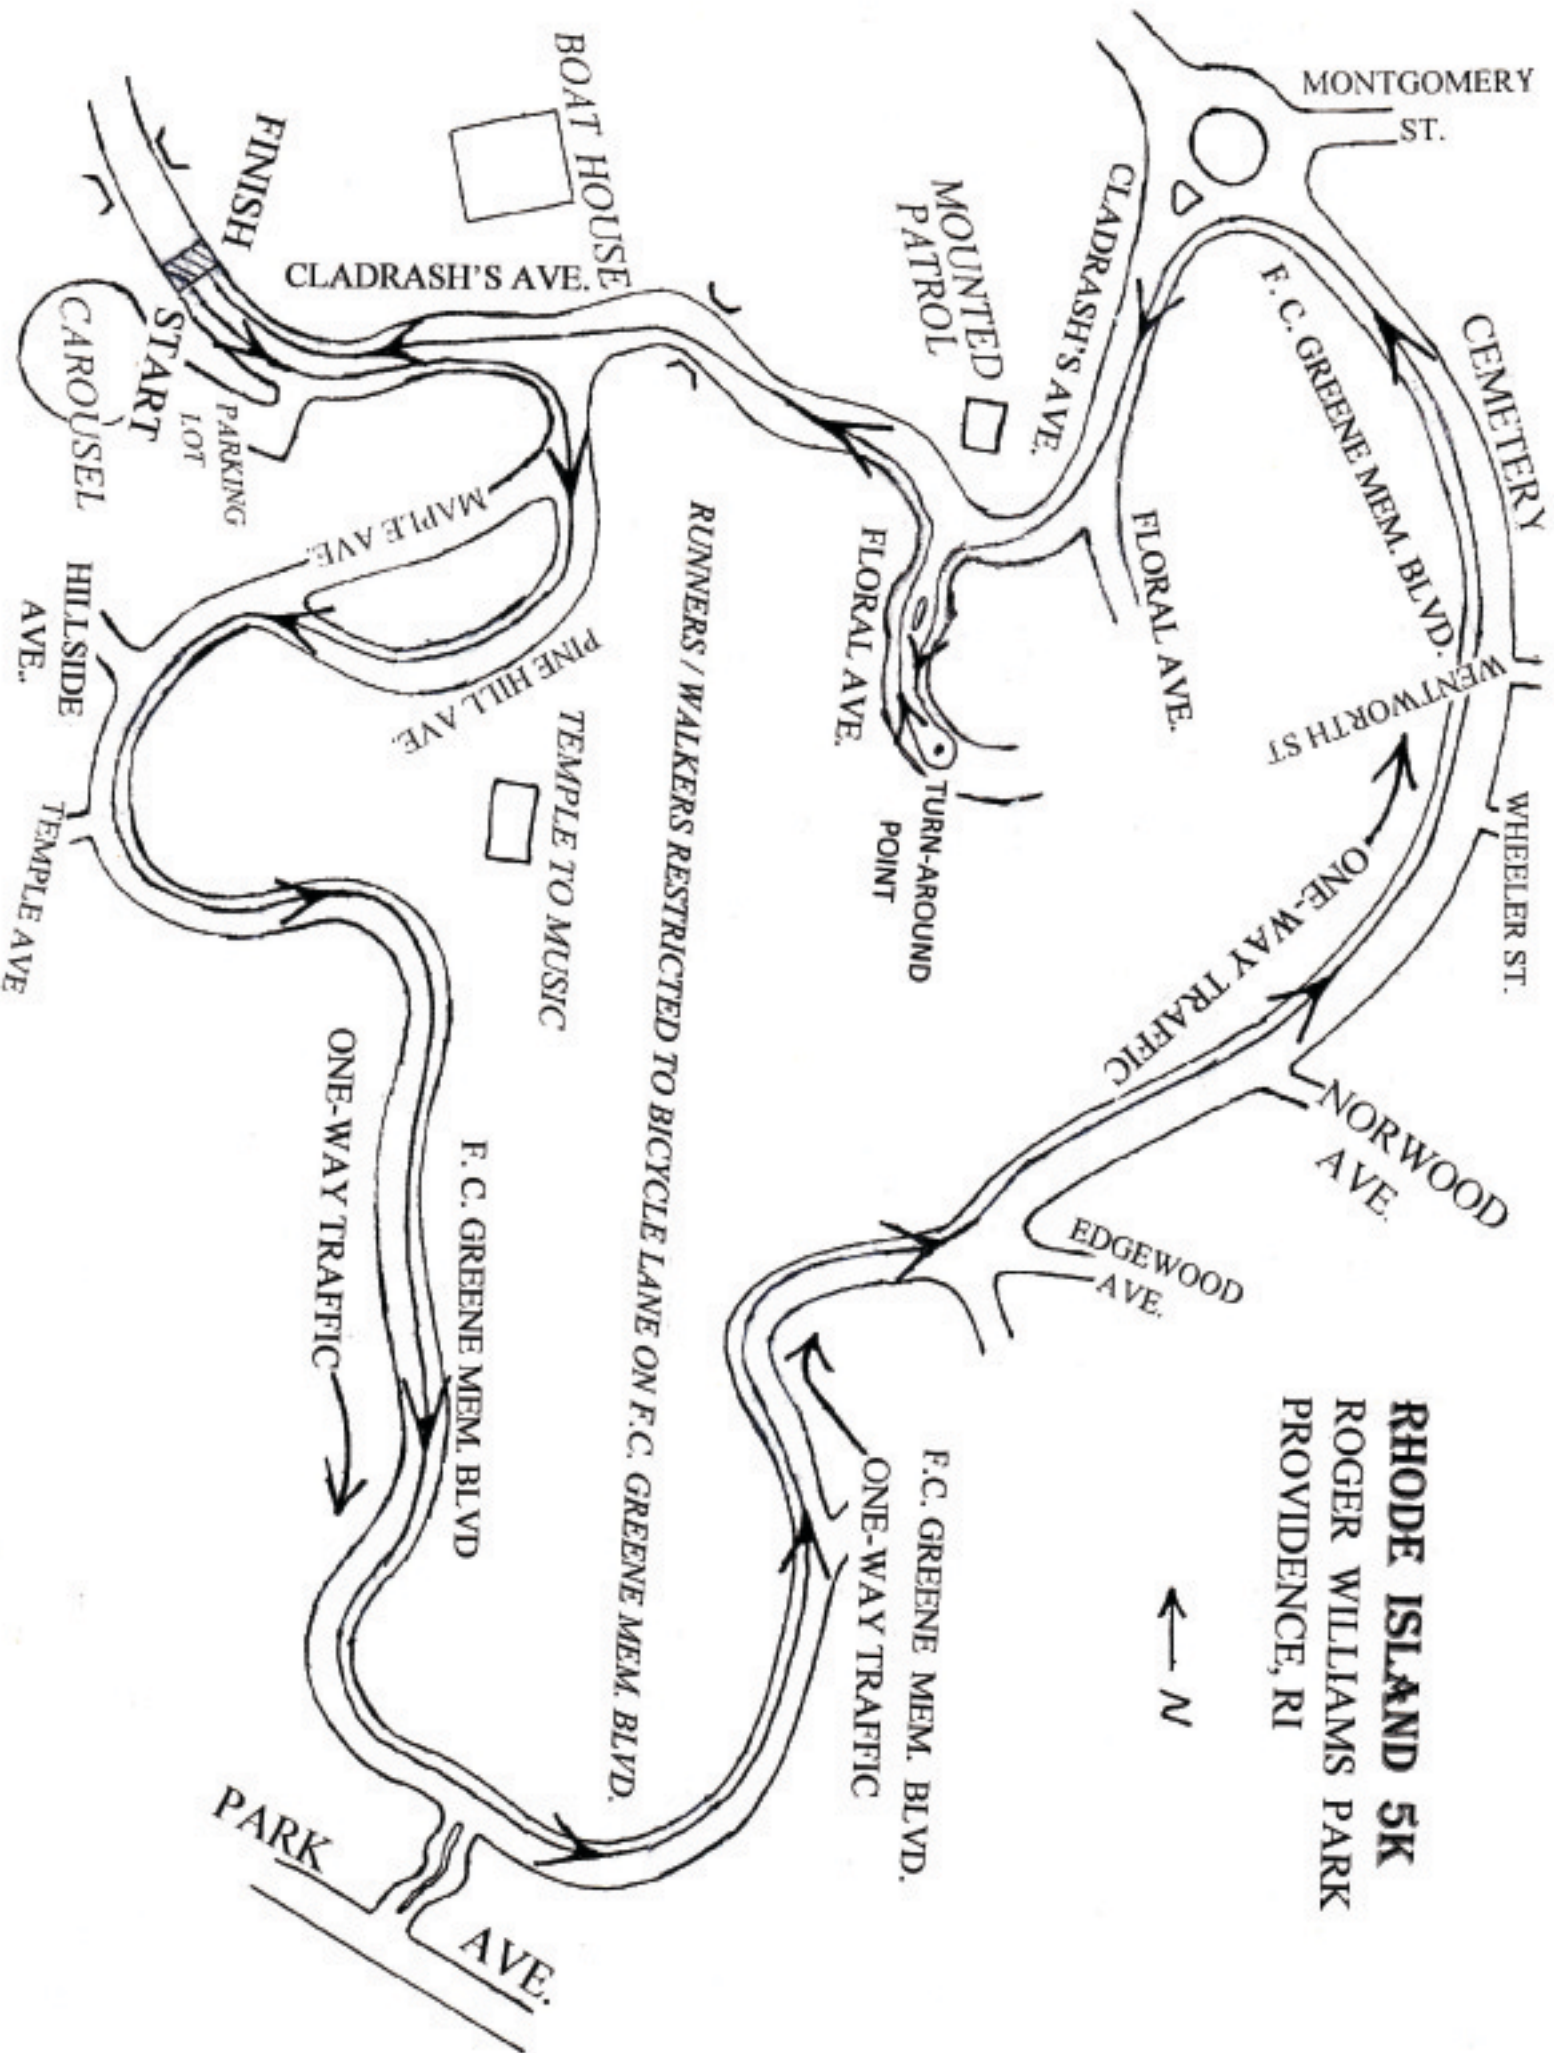 RHODE ISLAND 5K
ROGER WILLIAMS PARK
PROVIDENCE, RI
N
MONTGOMERY
ST.
CEMETERY
F. C. GREENE MEM. BLVD.
WENTWORTH ST
WHEELER ST.
ONE-WAY TRAFFIC
NORWOOD
AVE.
EDGEWOOD
AVE.
CLADRASH'S AVE.
FLORAL AVE.
MOUNTED
PATROL
FLORAL AVE.
TURN-AROUND
POINT
F.C. GREENE MEM. BLVD.
ONE-WAY TRAFFIC
RUNNERS / WALKERS RESTRICTED TO BICYCLE LANE ON F.C. GREENE MEM. BLVD.
BOAT HOUSE
CLADRASH'S AVE.
FINISH
START
CAROUSEL
PARKING
LOT
MAPLE AVE.
PINE HILL AVE.
TEMPLE TO MUSIC
HILLSIDE
AVE..
TEMPLE AVE
F. C. GREENE MEM. BLVD
ONE-WAY TRAFFIC
PARK
AVE.